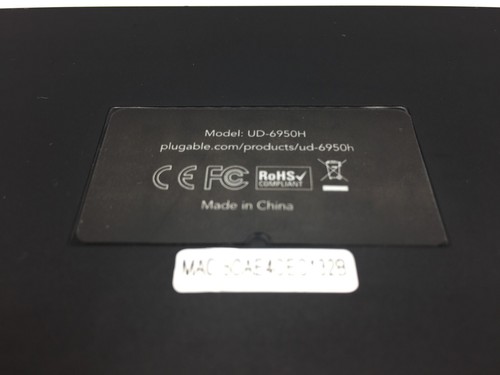 Model: UD-6950H
plugable.com/products/ud-6950h
CE FC RoHS✓
COMPLIANT
Made in China
MAC